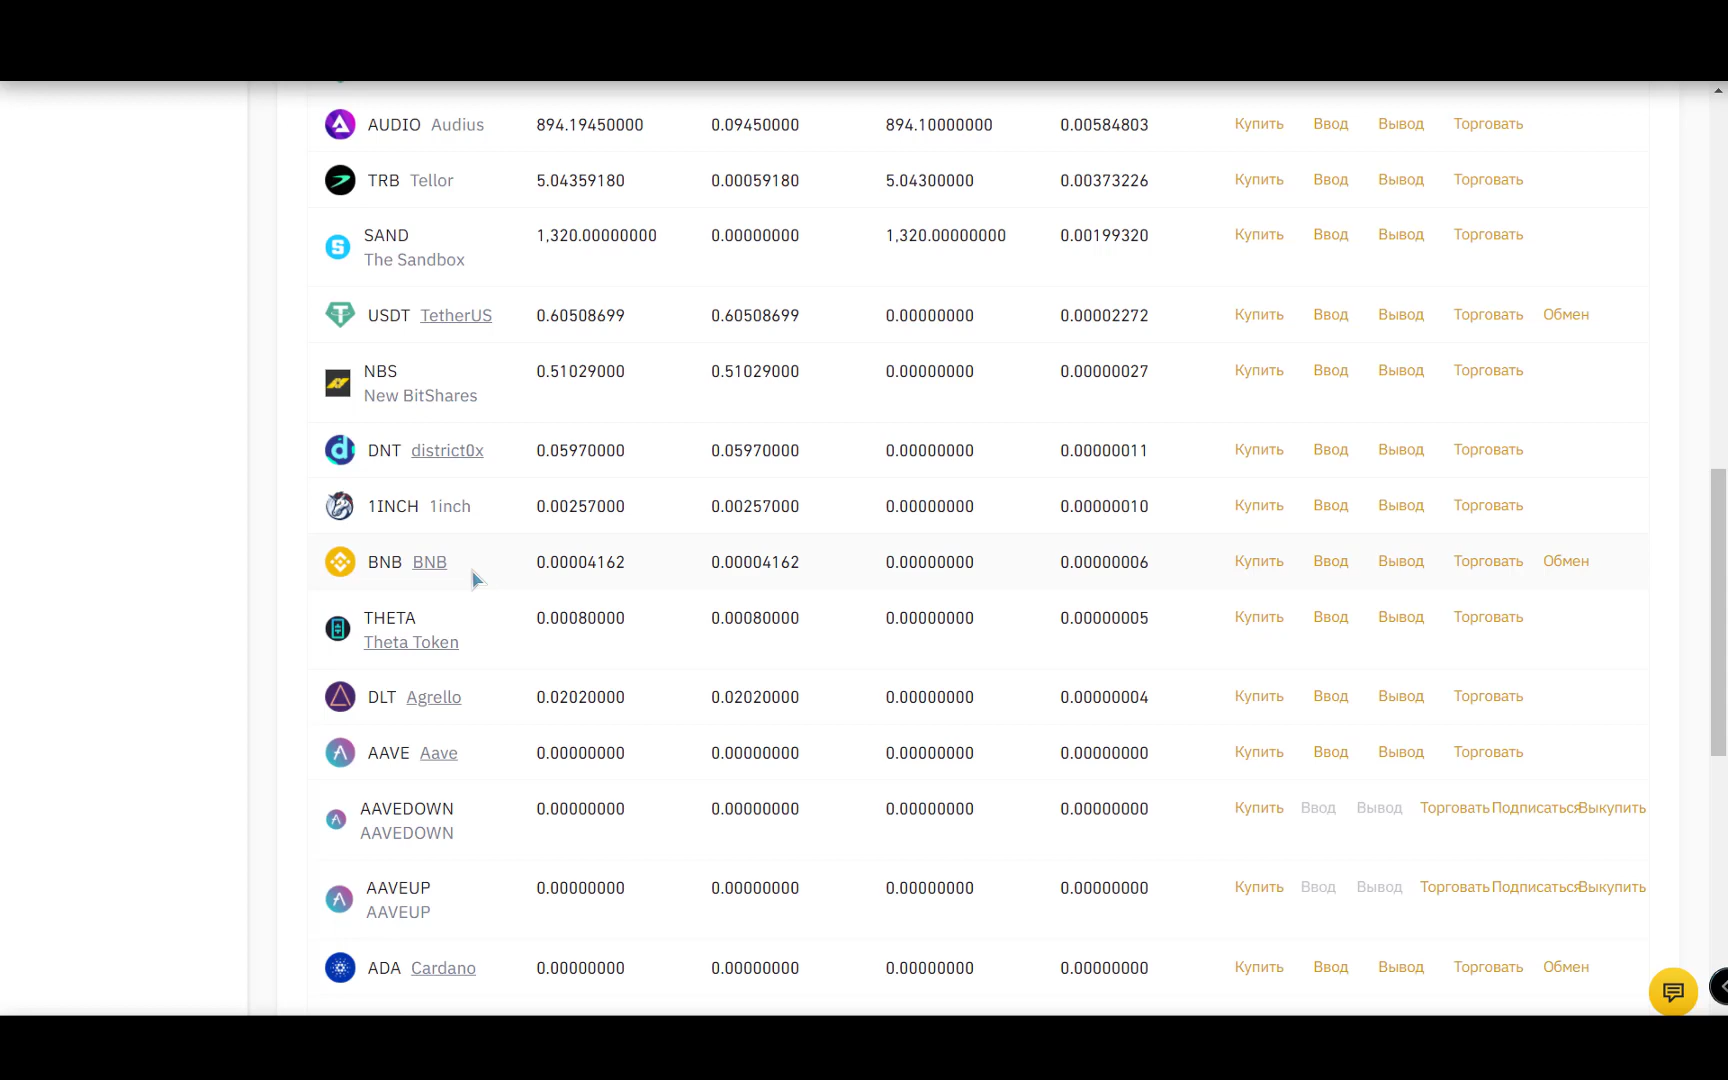 AUDIO Audius 894.19450000 0.09450000 894.10000000 0.00584803 Купить Ввод Вывод Торговать
TRB Tellor 5.04359180 0.00059180 5.04300000 0.00373226 Купить Ввод Вывод Торговать
SAND 1,320.00000000 0.00000000 1,320.00000000 0.00199320 Купить Ввод Вывод Торговать
The Sandbox
USDT TetherUS 0.60508699 0.60508699 0.00000000 0.00002272 Купить Ввод Вывод Торговать Обмен
NBS 0.51029000 0.51029000 0.00000000 0.00000027 Купить Ввод Вывод Торговать
New BitShares
DNT district0x 0.05970000 0.05970000 0.00000000 0.00000011 Купить Ввод Вывод Торговать
1INCH 1inch 0.00257000 0.00257000 0.00000000 0.00000010 Купить Ввод Вывод Торговать
BNB BNB 0.00004162 0.00004162 0.00000000 0.00000006 Купить Ввод Вывод Торговать Обмен
THETA 0.00080000 0.00080000 0.00000000 0.00000005 Купить Ввод Вывод Торговать
Theta Token
DLT Agrello 0.02020000 0.02020000 0.00000000 0.00000004 Купить Ввод Вывод Торговать
AAVE Aave 0.00000000 0.00000000 0.00000000 0.00000000 Купить Ввод Вывод Торговать
AAVEDOWN 0.00000000 0.00000000 0.00000000 0.00000000 Купить Ввод Вывод Торговать Подписаться Выкупить
AAVEDOWN
AAVEUP 0.00000000 0.00000000 0.00000000 0.00000000 Купить Ввод Вывод Торговать Подписаться Выкупить
AAVEUP
ADA Cardano 0.00000000 0.00000000 0.00000000 0.00000000 Купить Ввод Вывод Торговать Обмен